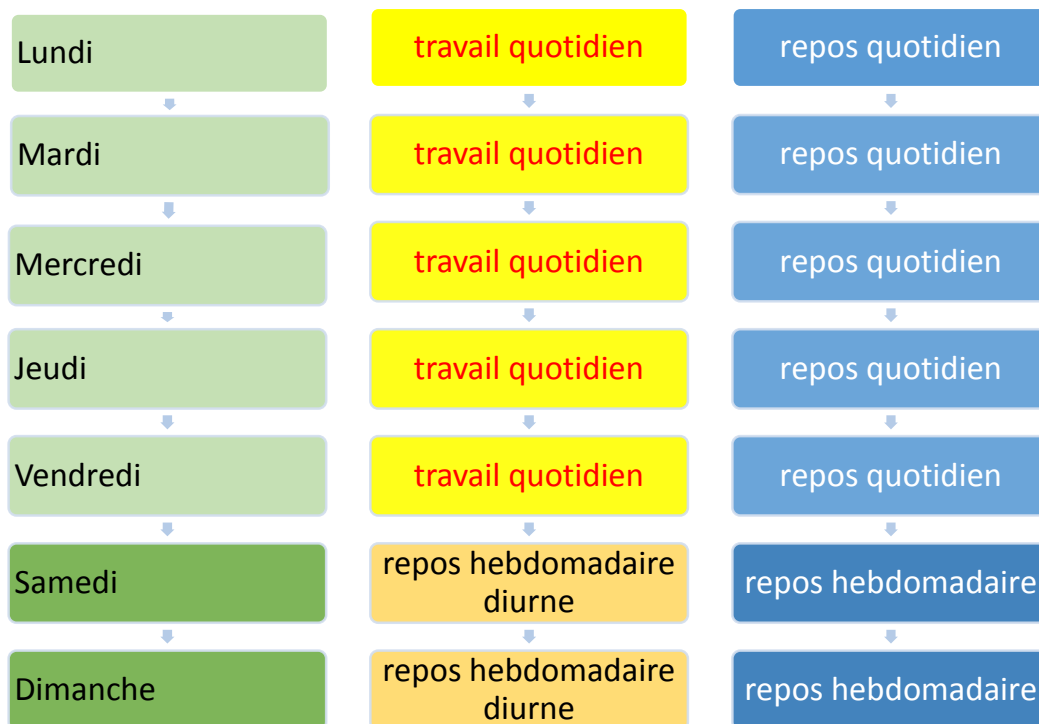 Lundi
travail quotidien
repos quotidien
Mardi
travail quotidien
repos quotidien
Mercredi
travail quotidien
repos quotidien
Jeudi
travail quotidien
repos quotidien
Vendredi
travail quotidien
repos quotidien
Samedi
repos hebdomadaire
diurne
repos hebdomadaire
Dimanche
repos hebdomadaire
diurne
repos hebdomadaire